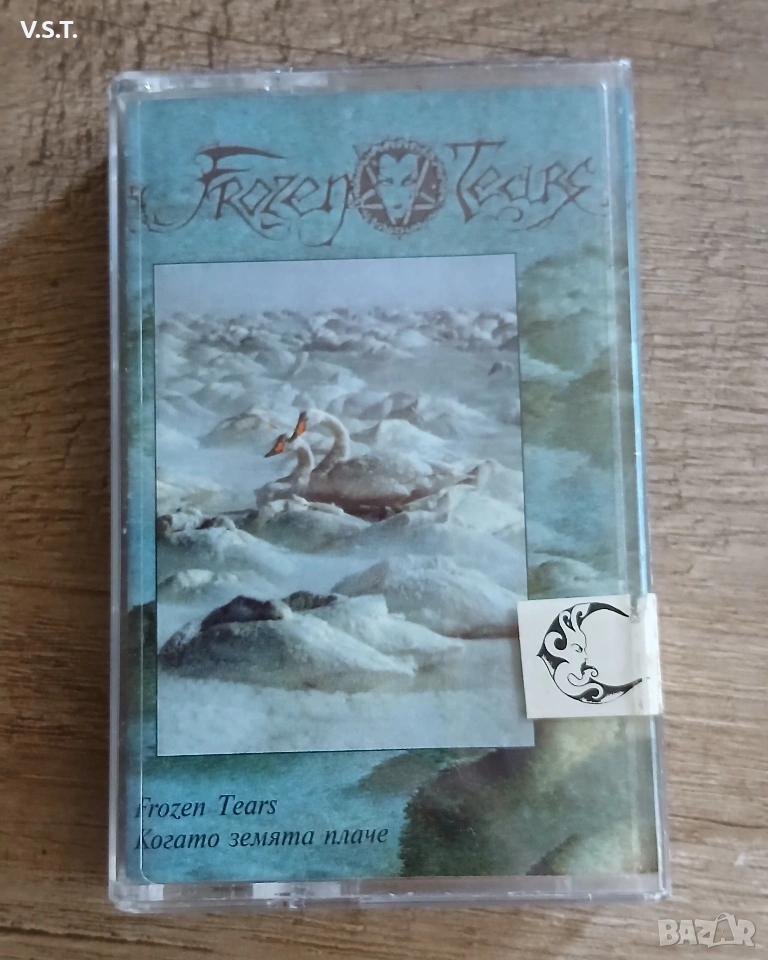 V.S.T.
Frozen Tears
Frozen Tears
Когато земята плаче
BAZAR